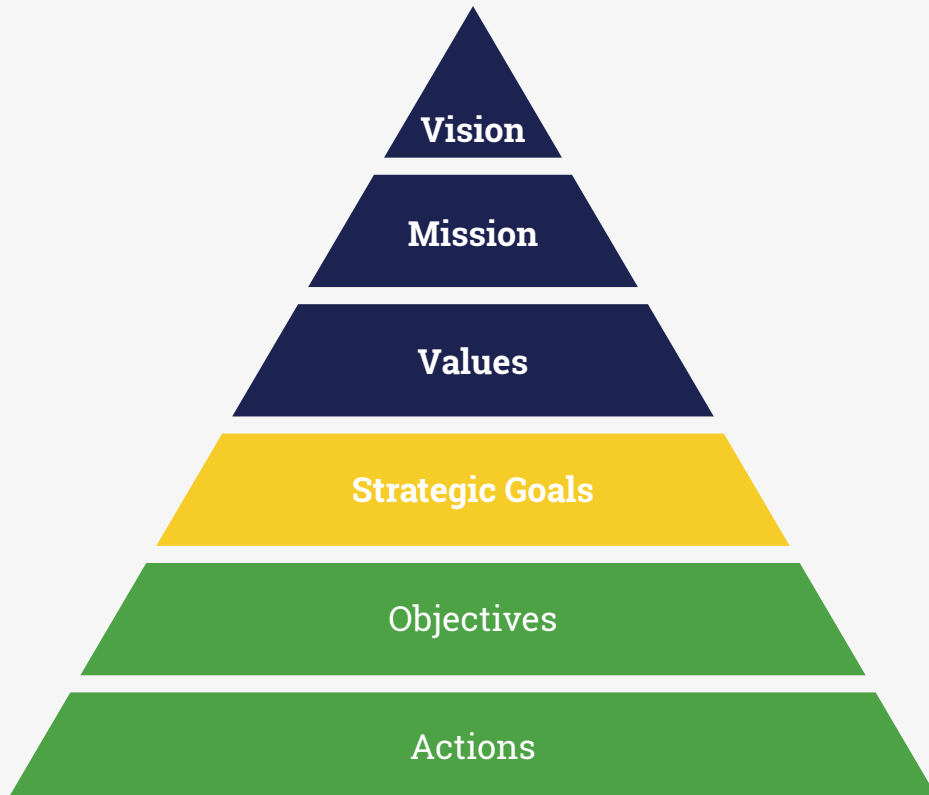 Vision
Mission
Values
Strategic Goals
Objectives
Actions